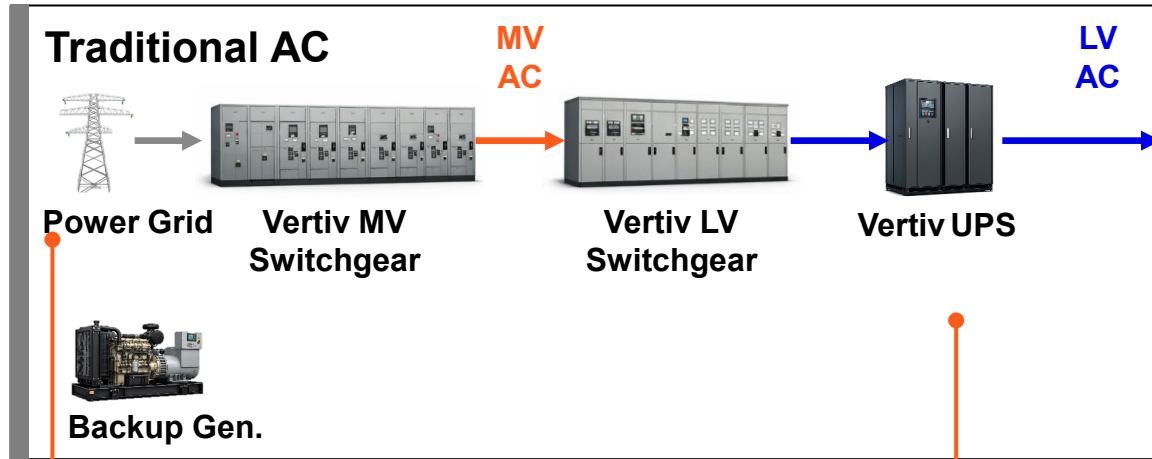 Traditional AC
MV
AC
LV
AC
Power Grid
Vertiv MV
Switchgear
Vertiv LV
Switchgear
Vertiv UPS
Backup Gen.